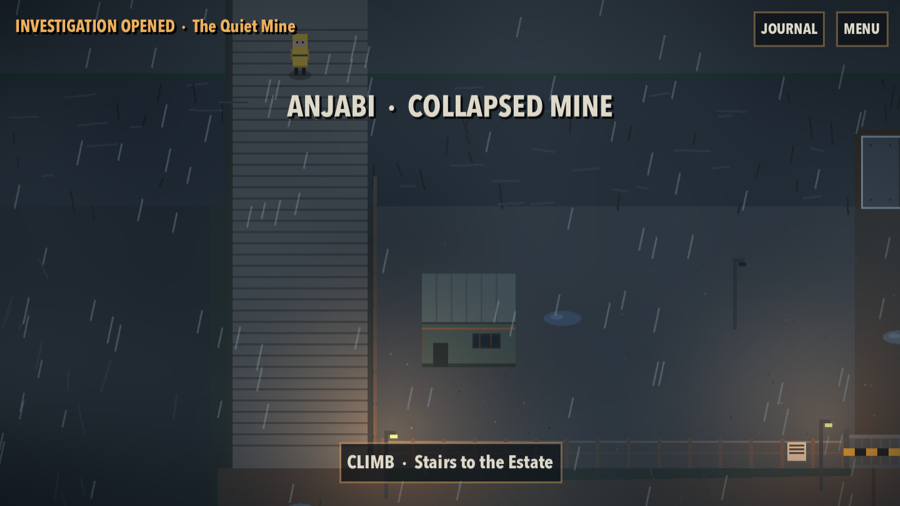 INVESTIGATION OPENED · The Quiet Mine
JOURNAL
MENU
ANJABI · COLLAPSED MINE
CLIMB · Stairs to the Estate